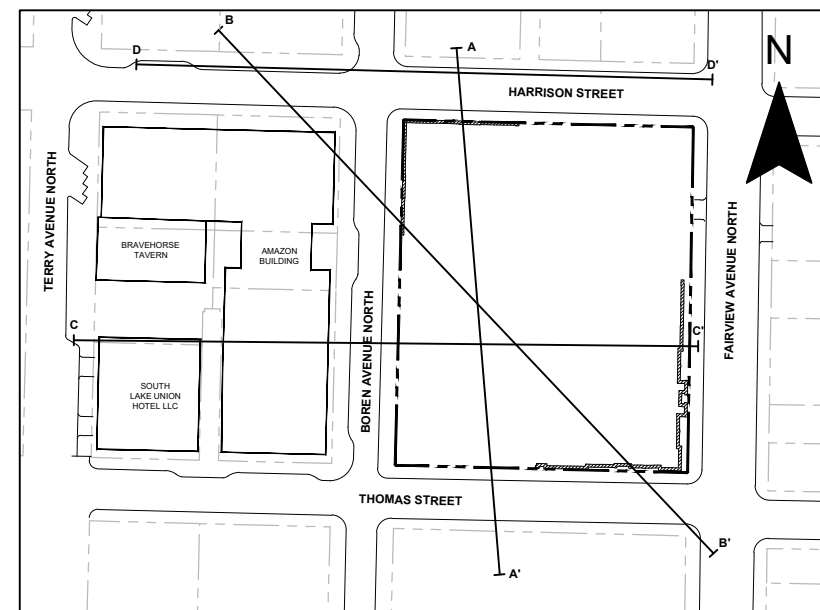 B
A
D
D'
N
HARRISON STREET
TERRY AVENUE NORTH
BRAVEHORSE
TAVERN
AMAZON
BUILDING
FAIRVIEW AVENUE NORTH
BOREN AVENUE NORTH
C
C'
SOUTH
LAKE UNION
HOTEL LLC
THOMAS STREET
B'
A'